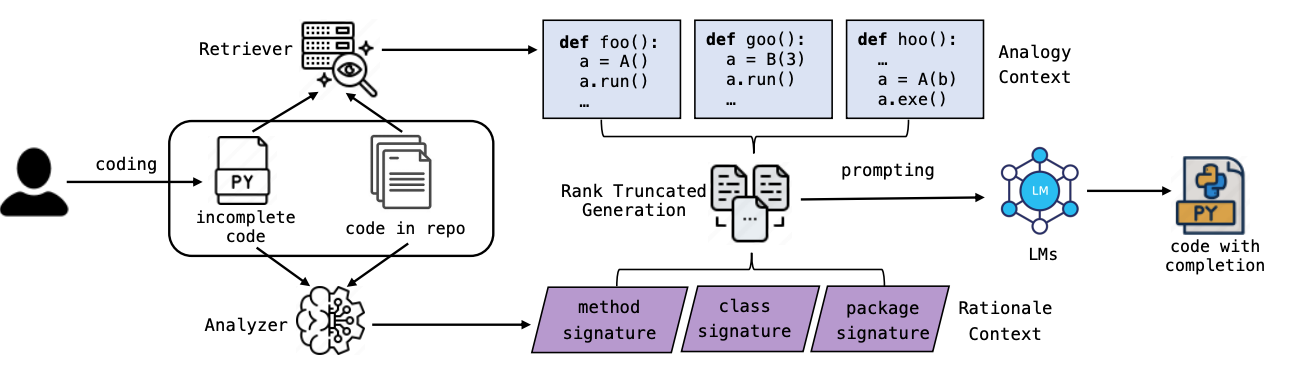 Retriever
def foo():
a = A()
a.run()
…
def goo():
a = B(3)
a.run()
…
def hoo():
…
a = A(b)
a.exe()
Analogy
Context
coding
PY
incomplete
code
code in repo
Rank Truncated
Generation
...
prompting
LM
LMs
PY
code with
completion
Analyzer
method
signature
class
signature
package
signature
Rationale
Context